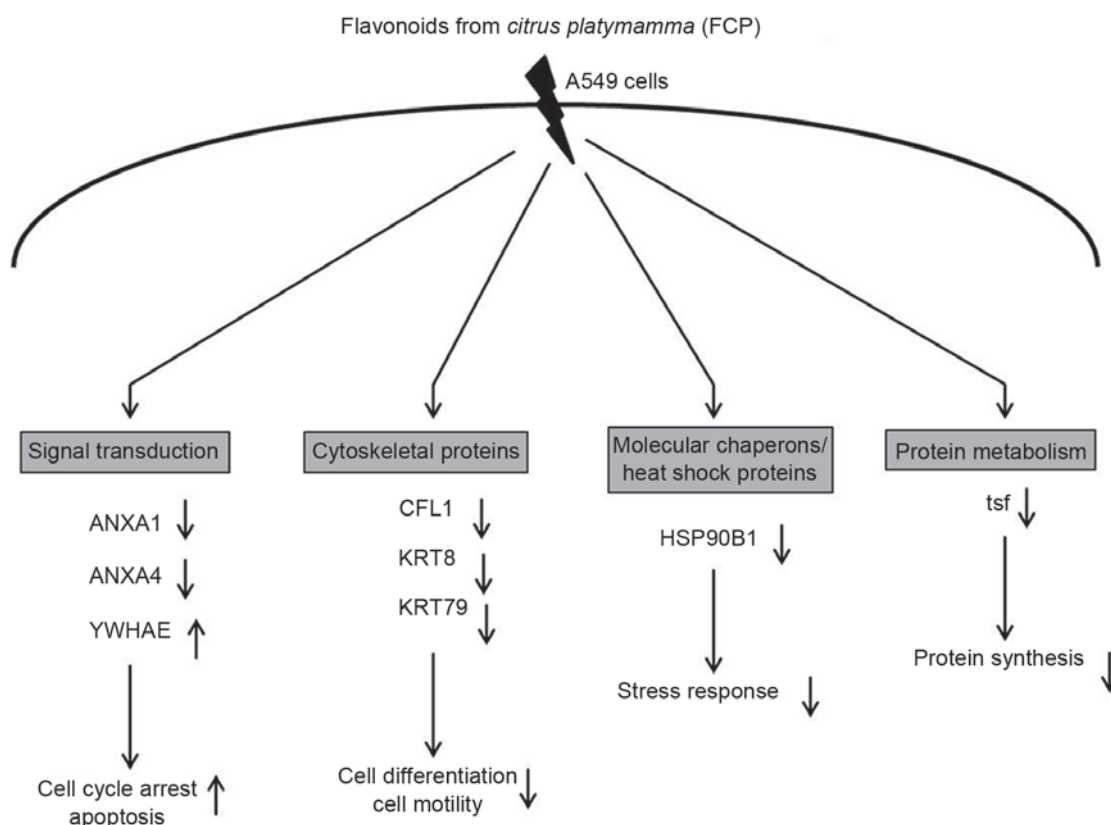 Flavonoids from citrus platymamma (FCP)
A549 cells
Signal transduction
ANXA1
ANXA4
YWHAE
Cell cycle arrest
apoptosis
Cytoskeletal proteins
CFL1
KRT8
KRT79
Cell differentiation
cell motility
Molecular chaperons/
heat shock proteins
HSP90B1
Stress response
Protein metabolism
tsf
Protein synthesis